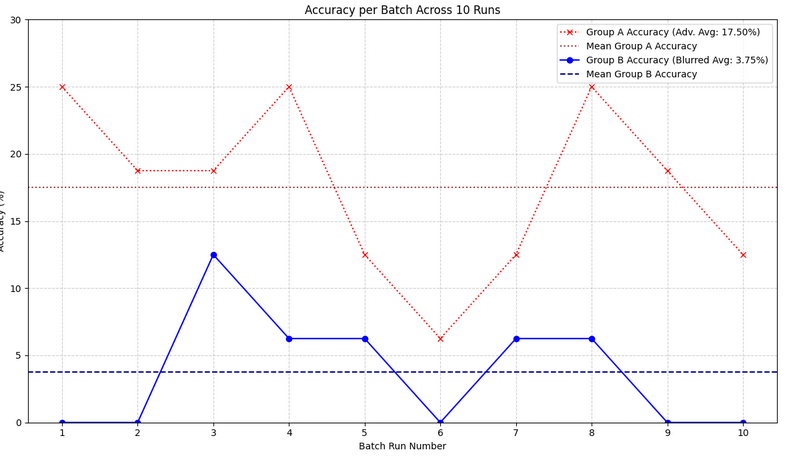 Accuracy per Batch Across 10 Runs
Group A Accuracy (Adv. Avg: 17.50%)
Mean Group A Accuracy
Group B Accuracy (Blurred Avg: 3.75%)
Mean Group B Accuracy
30
25
20
15
10
5
0
Accuracy (%)
1 2 3 4 5 6 7 8 9 10
Batch Run Number